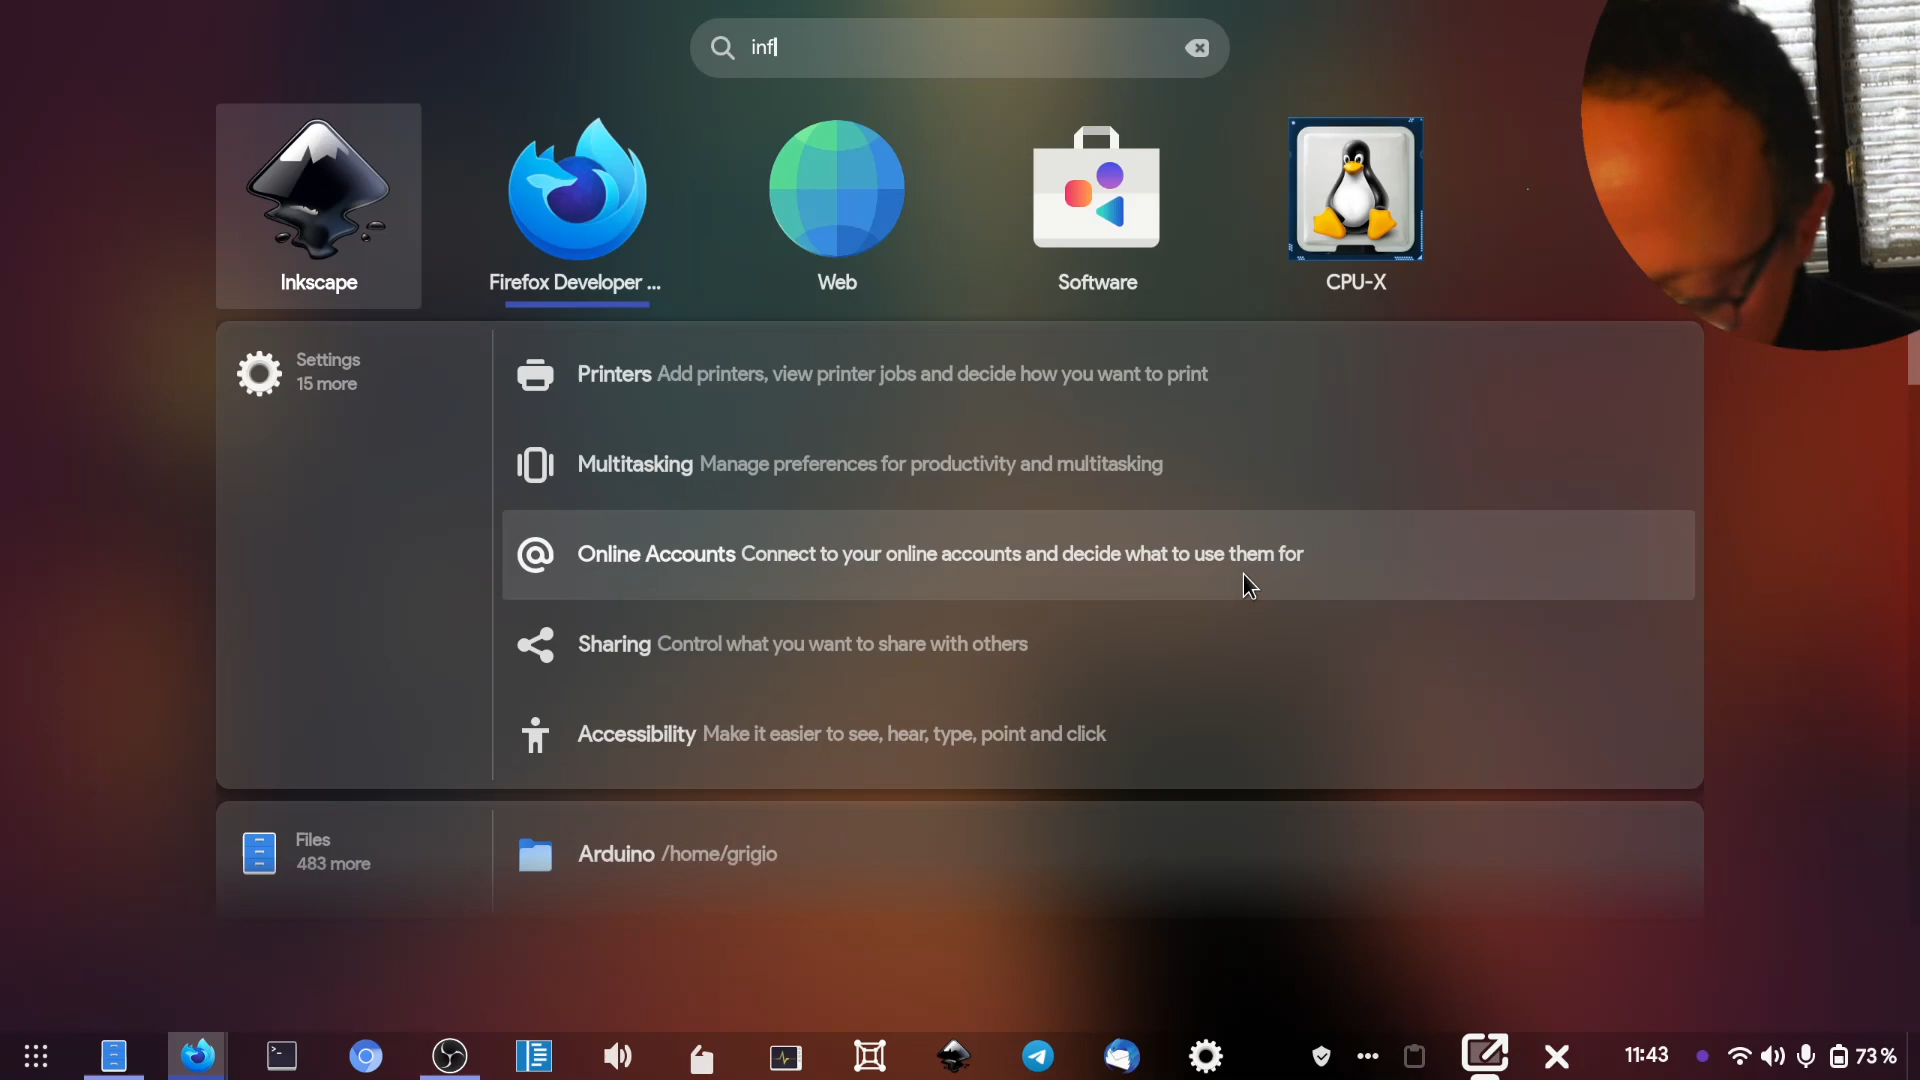 inf
Inkscape
Firefox Developer ...
Web
Software
CPU-X
Settings
15 more
Printers Add printers, view printer jobs and decide how you want to print
Multitasking Manage preferences for productivity and multitasking
Online Accounts Connect to your online accounts and decide what to use them for
Sharing Control what you want to share with others
Accessibility Make it easier to see, hear, type, point and click
Files
483 more
Arduino /home/grigio
11:43
73 %